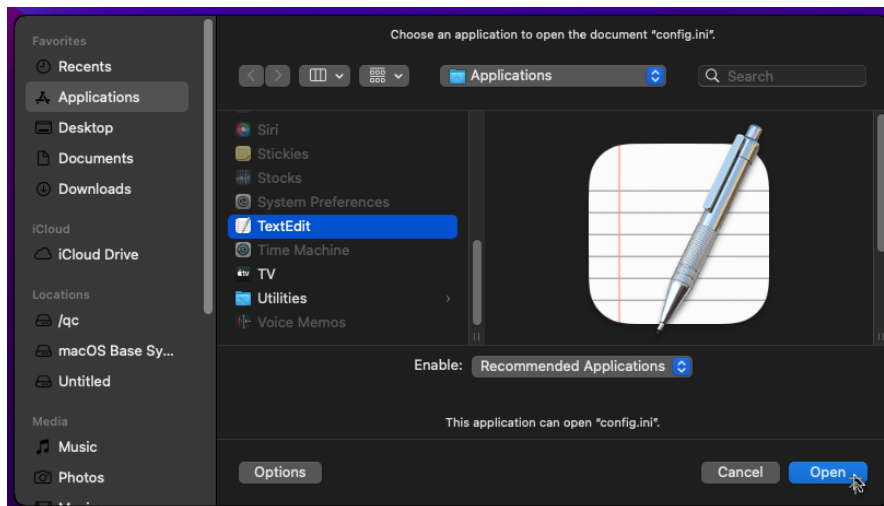 Choose an application to open the document "config.ini".
Favorites
Recents
Applications
Desktop
Documents
Downloads
iCloud
iCloud Drive
Locations
/qc
macOS Base Sy...
Untitled
Media
Music
Photos
Applications
Search
Siri
Stickies
Stocks
System Preferences
TextEdit
Time Machine
tv TV
Utilities
Voice Memos
Enable: Recommended Applications
This application can open "config.ini".
Options
Cancel
Open